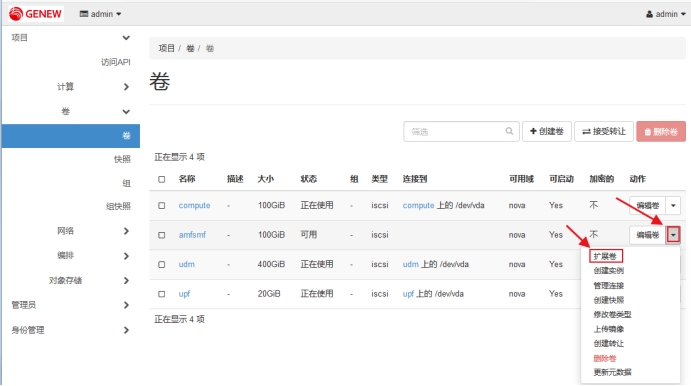 GENEW admin admin
项目
访问API
计算
卷
卷
快照
组
组快照
网络
编排
对象存储
管理员
身份管理
项目 / 卷 / 卷
卷
筛选 创建卷 接受转让 删除卷
正在显示 4 项
名称 描述 大小 状态 组 类型 连接到 可用域 可启动 加密的 动作
compute - 100GiB 正在使用 - iscsi compute 上的 /dev/vda nova Yes 不 编辑卷
amfsmf - 100GiB 可用 - iscsi nova Yes 不 编辑卷
udm - 400GiB 正在使用 - iscsi udm 上的 /dev/vda nova Yes
upf - 20GiB 正在使用 - iscsi upf 上的 /dev/vda nova Yes
正在显示 4 项
扩展卷
创建实例
管理连接
创建快照
修改卷类型
上传镜像
创建转让
删除卷
更新元数据